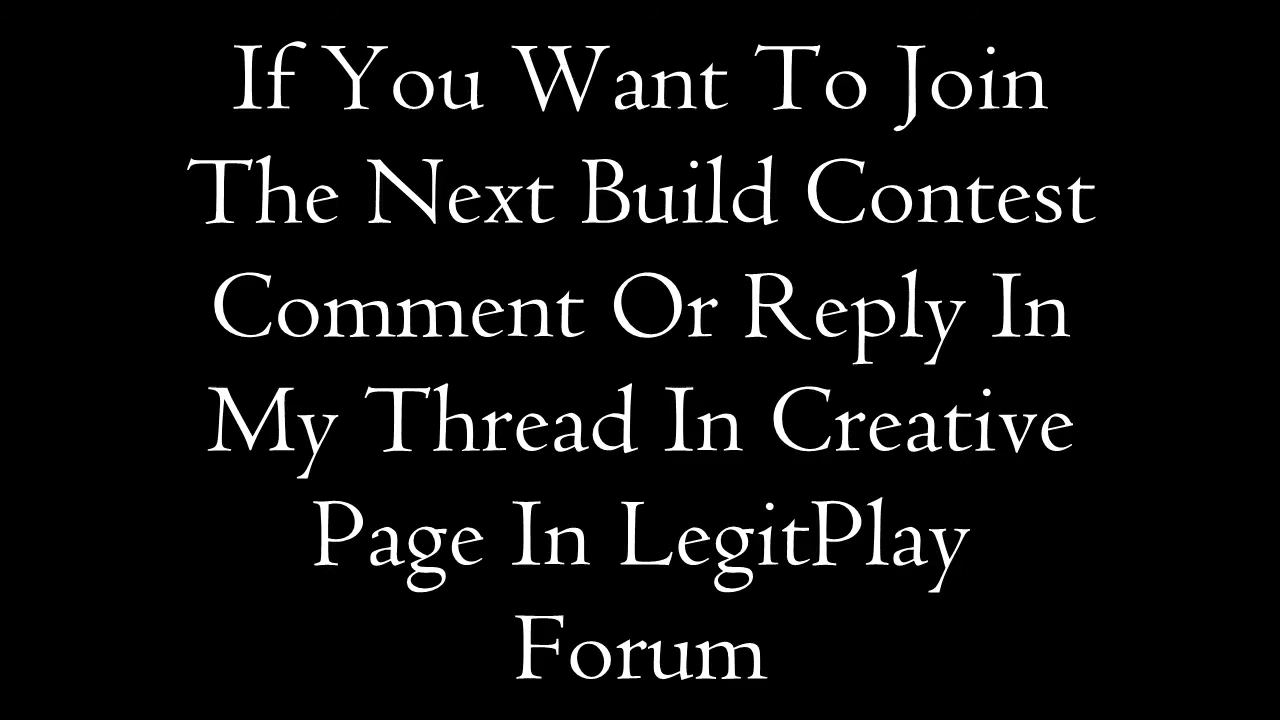 If You Want To Join
The Next Build Contest
Comment Or Reply In
My Thread In Creative
Page In LegitPlay
Forum